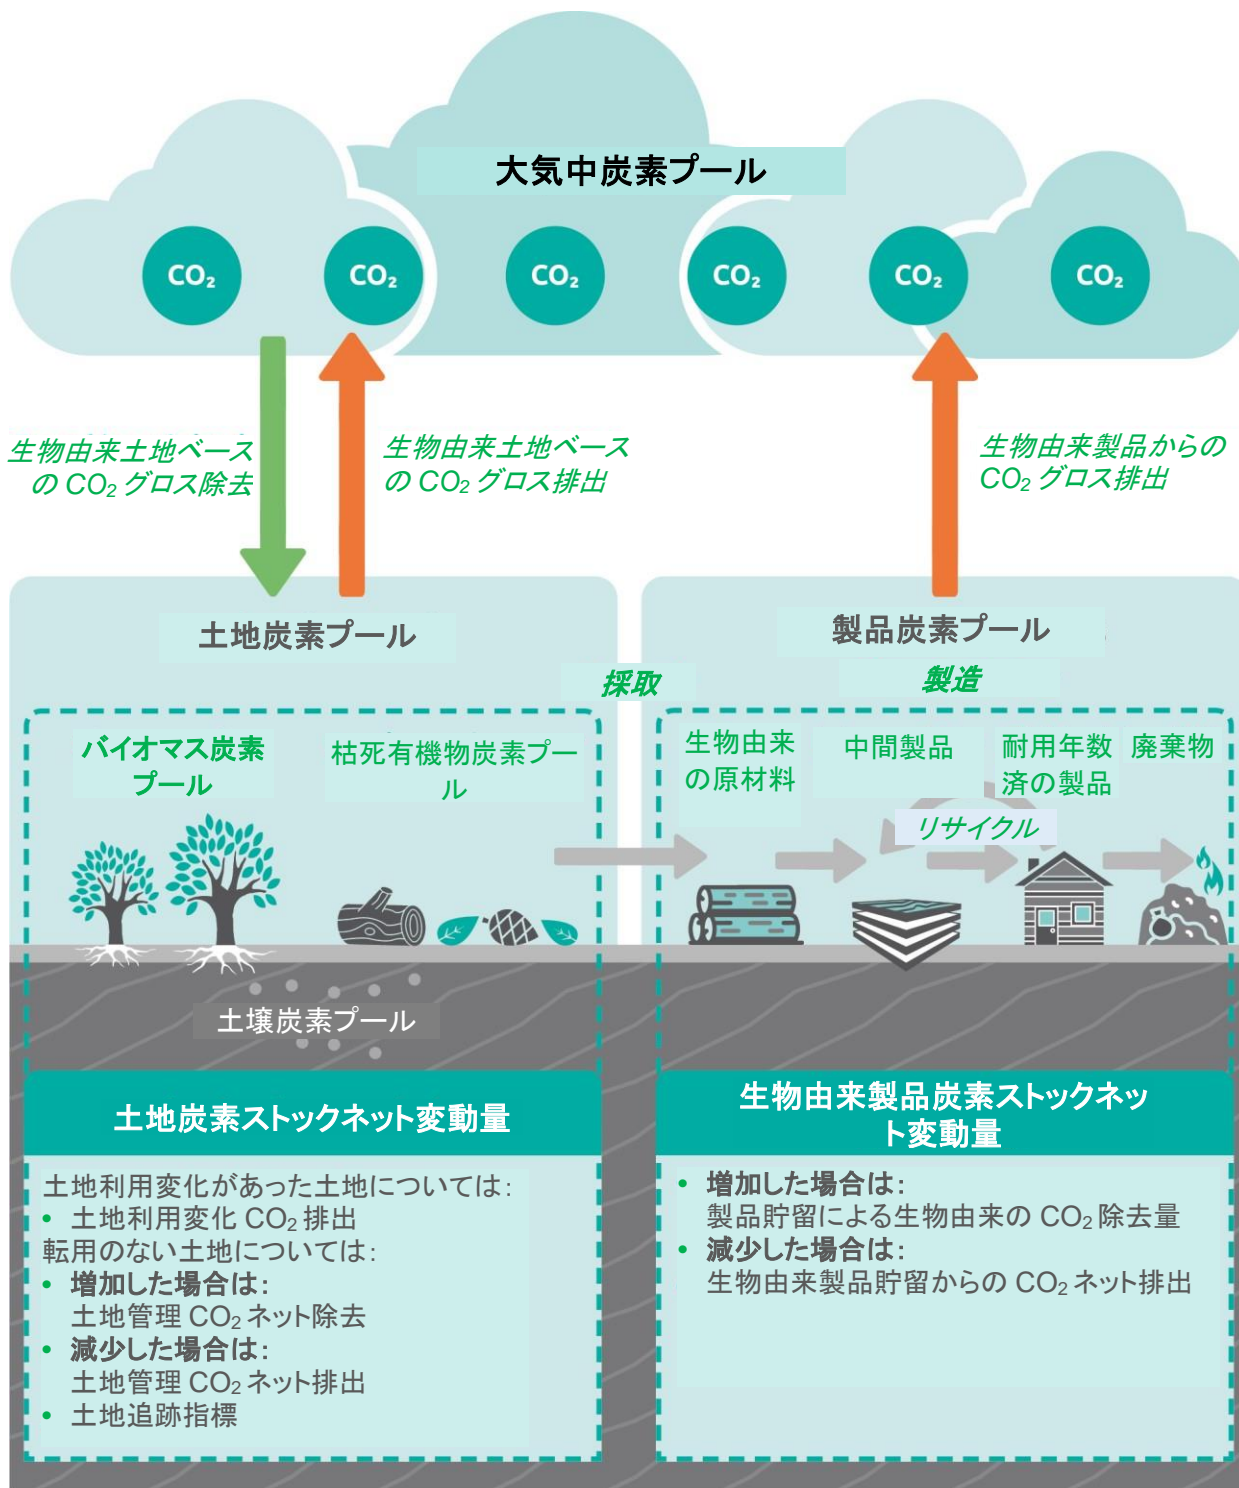 大気中炭素プール
CO₂
CO₂
CO₂
CO₂
CO₂
CO₂
生物由来土地ベース
の CO₂ グロス除去
生物由来土地ベース
の CO₂ グロス排出
生物由来製品からの
CO₂ グロス排出
土地炭素プール
製品炭素プール
採取
製造
バイオマス炭素
プール
枯死有機物炭素プー
ル
生物由来
の原材料
中間製品
耐用年数
済の製品
廃棄物
リサイクル
土壌炭素プール
土地炭素ストックネット変動量
土地利用変化があった土地については：
• 土地利用変化 CO₂ 排出
転用のない土地については：
• 増加した場合は：
土地管理 CO₂ ネット除去
• 減少した場合は：
土地管理 CO₂ ネット排出
• 土地追跡指標
生物由来製品炭素ストックネッ
ト変動量
• 増加した場合は：
製品貯留による生物由来の CO₂ 除去量
• 減少した場合は：
生物由来製品貯留からの CO₂ ネット排出